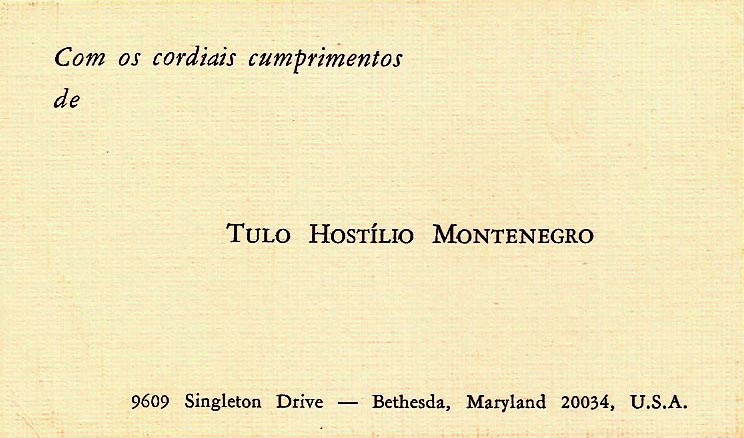 Com os cordiais cumprimentos
de
Tulo Hostílio Montenegro
9609 Singleton Drive — Bethesda, Maryland 20034, U.S.A.